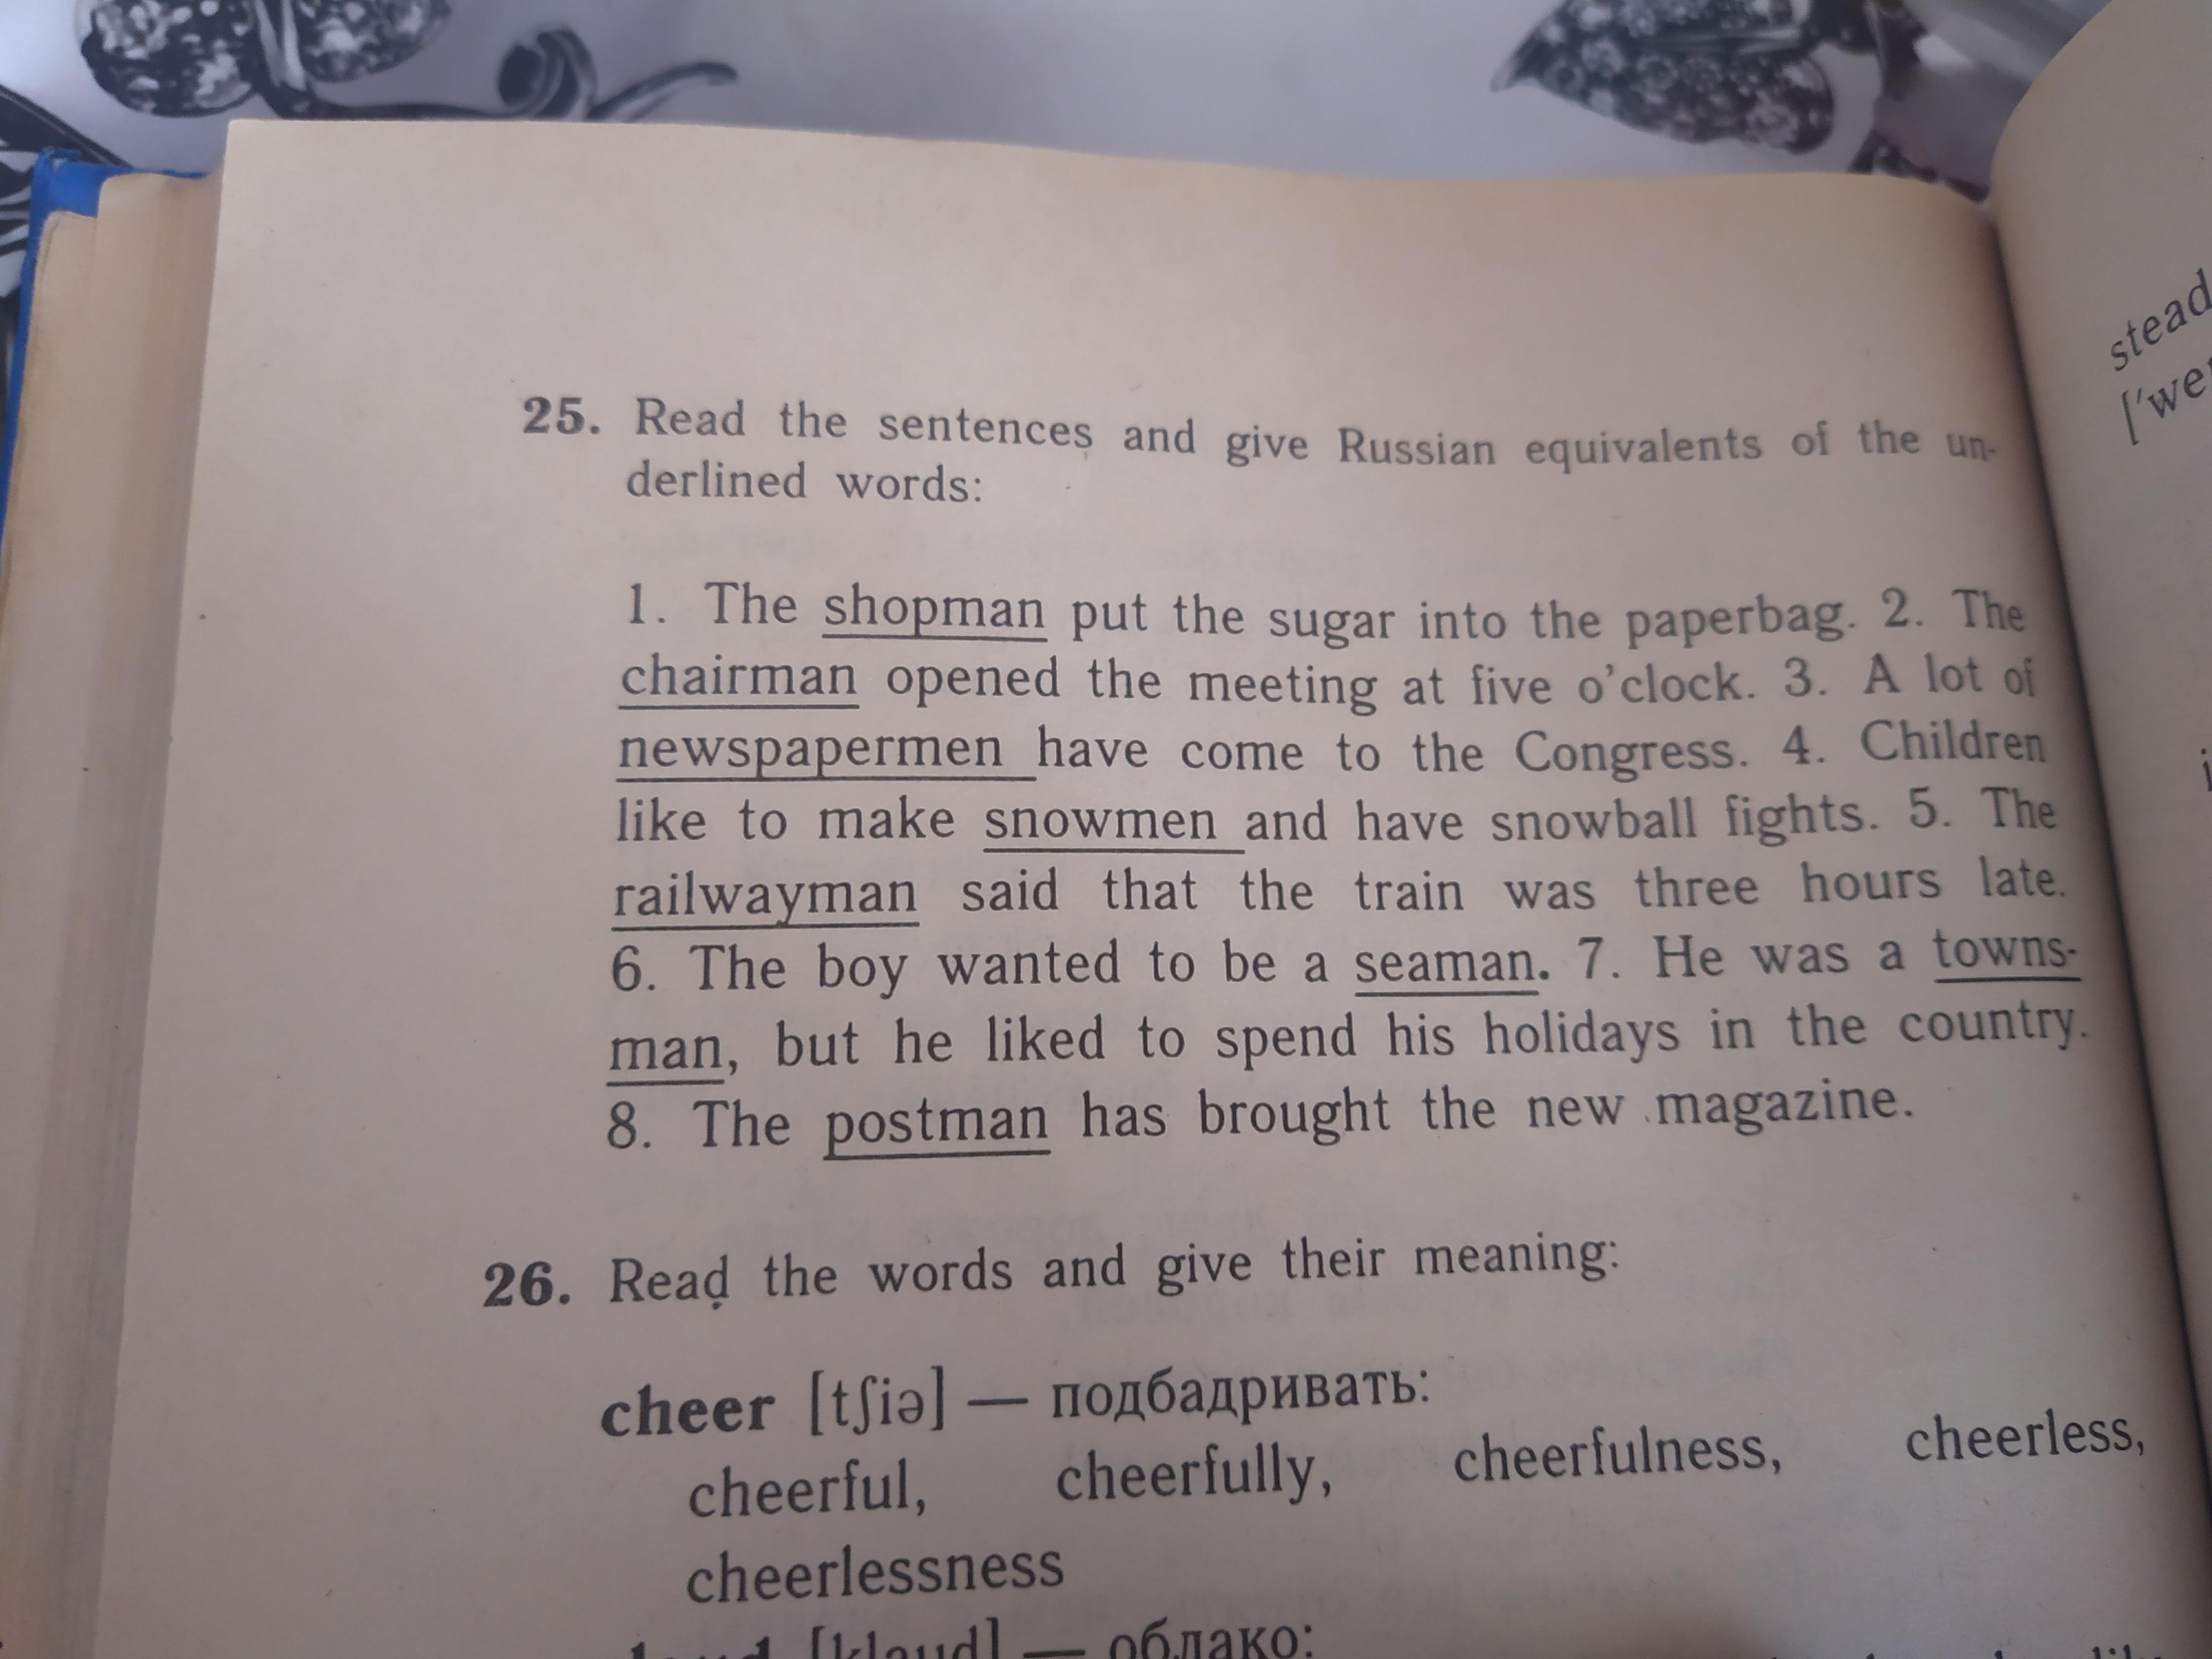 25. Read the sentences and give Russian equivalents of the un-
derlined words:
1. The shopman put the sugar into the paperbag. 2. The
chairman opened the meeting at five o'clock. 3. A lot of
newspapermen have come to the Congress. 4. Children
like to make snowmen and have snowball fights. 5. The
railwayman said that the train was three hours late.
6. The boy wanted to be a seaman. 7. He was a towns-
man, but he liked to spend his holidays in the country.
8. The postman has brought the new magazine.
26. Read the words and give their meaning:
cheer [tʃiə] — подбадривать:
cheerful, cheerfully, cheerfulness, cheerless,
cheerlessness
[klaud] — облако: